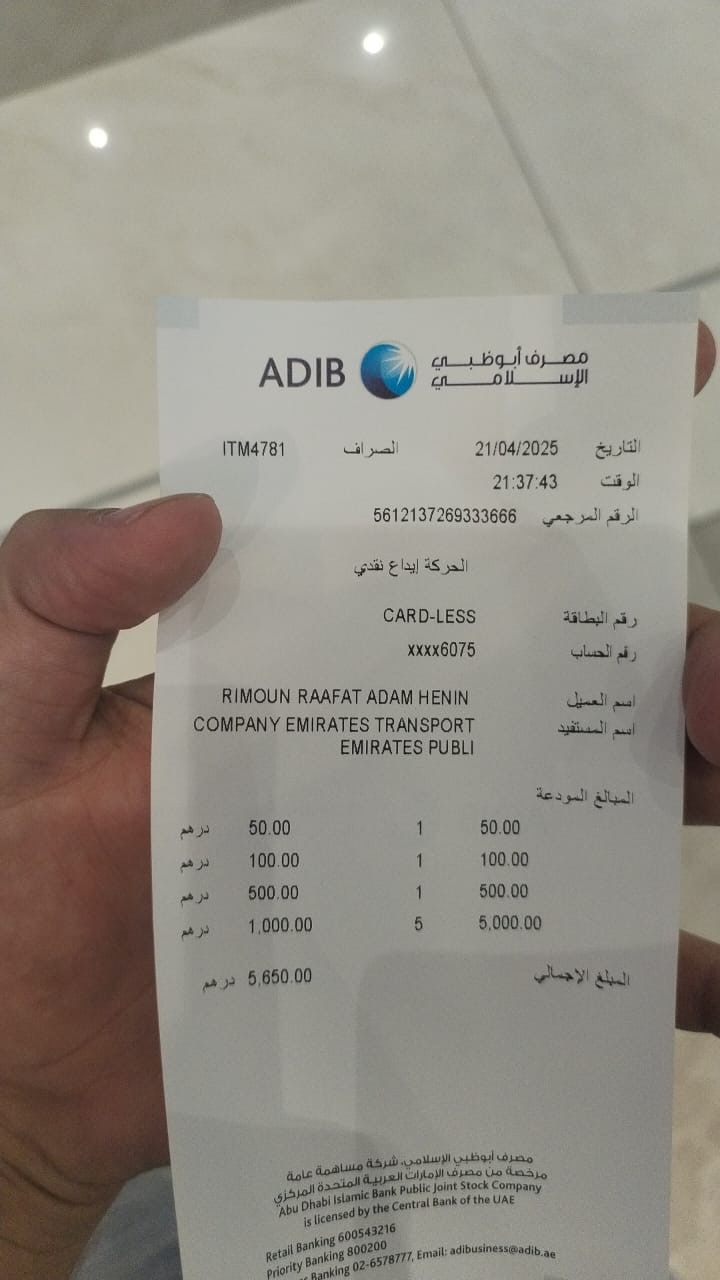 ADIB مصرف أبوظبي
الإسلامي
التاريخ 21/04/2025 الصراف ITM4781
الوقت 21:37:43
الرقم المرجعي 5612137269333666
الحركة إيداع نقدي
رقم البطاقة CARD-LESS
رقم الحساب xxxx6075
اسم العميل RIMOUN RAAFAT ADAM HENIN
اسم المستفيد COMPANY EMIRATES TRANSPORT
EMIRATES PUBLI
المبالغ المودعة
50.00 1 50.00 درهم
100.00 1 100.00 درهم
500.00 1 500.00 درهم
5,000.00 5 1,000.00 درهم
المبلغ الإجمالي 5,650.00 درهم
مصرف أبوظبي الإسلامي، شركة مساهمة عامة
مرخصة من مصرف الإمارات العربية المتحدة المركزي
Abu Dhabi Islamic Bank Public Joint Stock Company
is licensed by the Central Bank of the UAE
Retail Banking 600543216
Priority Banking 800200
Banking 02-6578777, Email: adibusiness@adib.ae